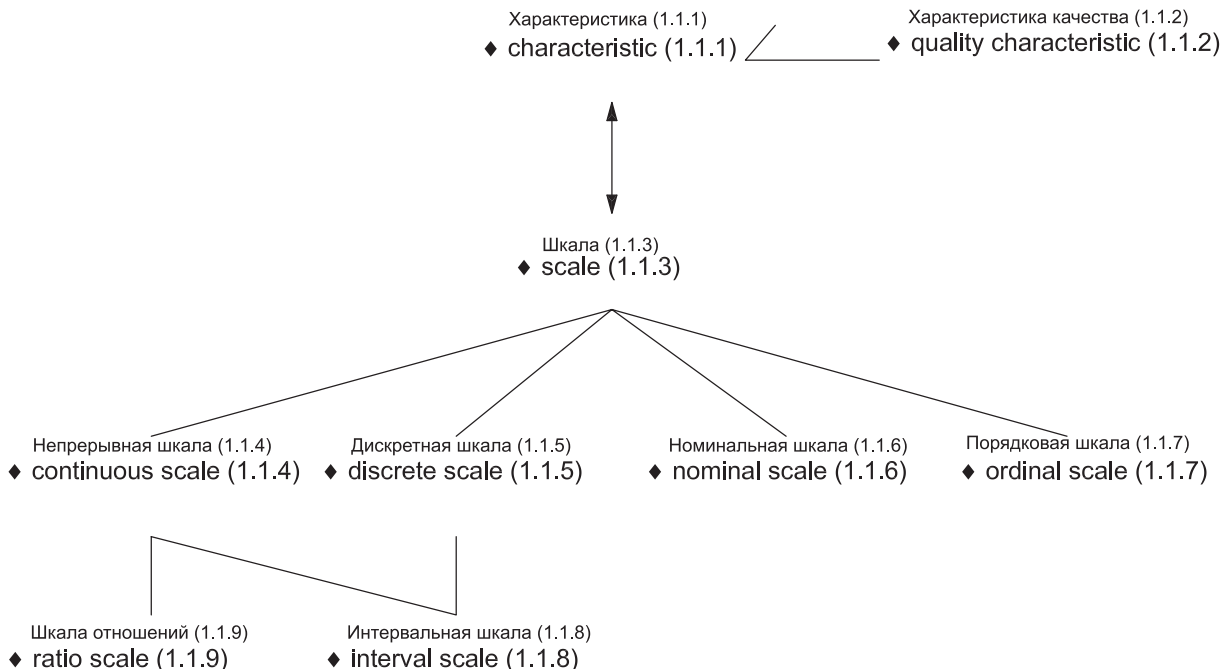 Характеристика (1.1.1)
♦ characteristic (1.1.1)
Характеристика качества (1.1.2)
♦ quality characteristic (1.1.2)
Шкала (1.1.3)
♦ scale (1.1.3)
Непрерывная шкала (1.1.4)
♦ continuous scale (1.1.4)
Дискретная шкала (1.1.5)
♦ discrete scale (1.1.5)
Номинальная шкала (1.1.6)
♦ nominal scale (1.1.6)
Порядковая шкала (1.1.7)
♦ ordinal scale (1.1.7)
Шкала отношений (1.1.9)
♦ ratio scale (1.1.9)
Интервальная шкала (1.1.8)
♦ interval scale (1.1.8)